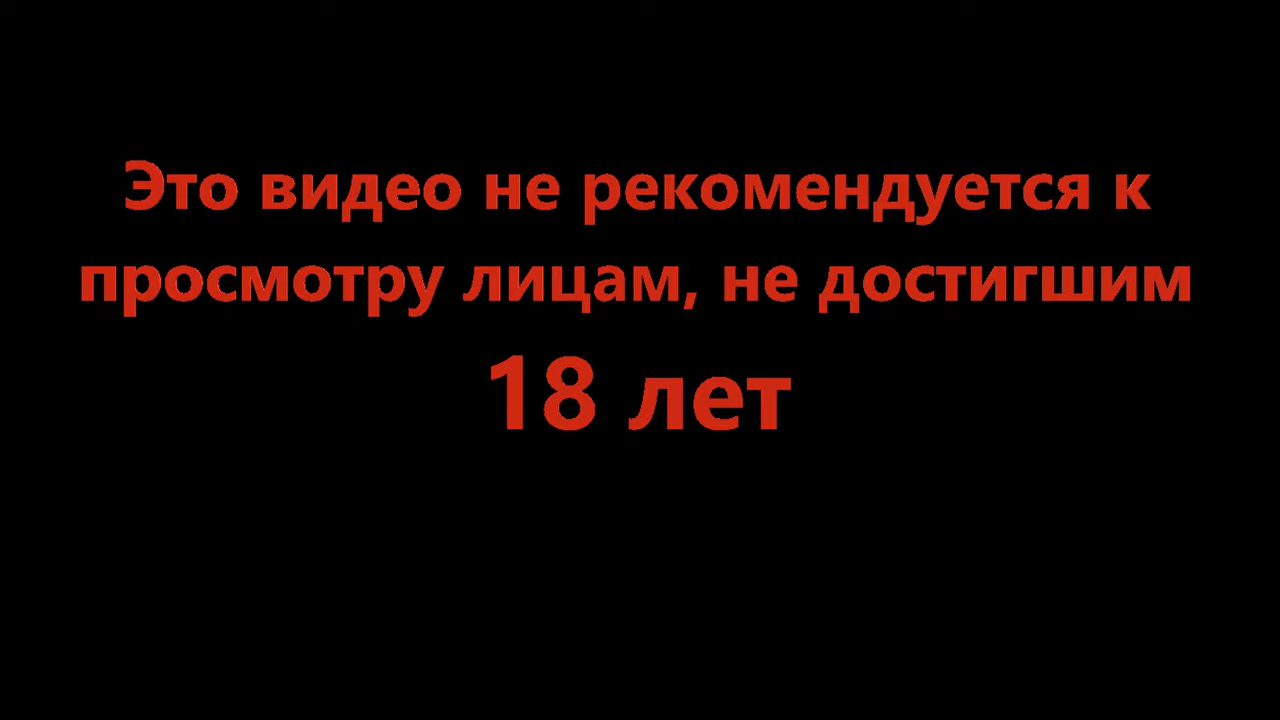 Это видео не рекомендуется к
просмотру лицам, не достигшим
18 лет